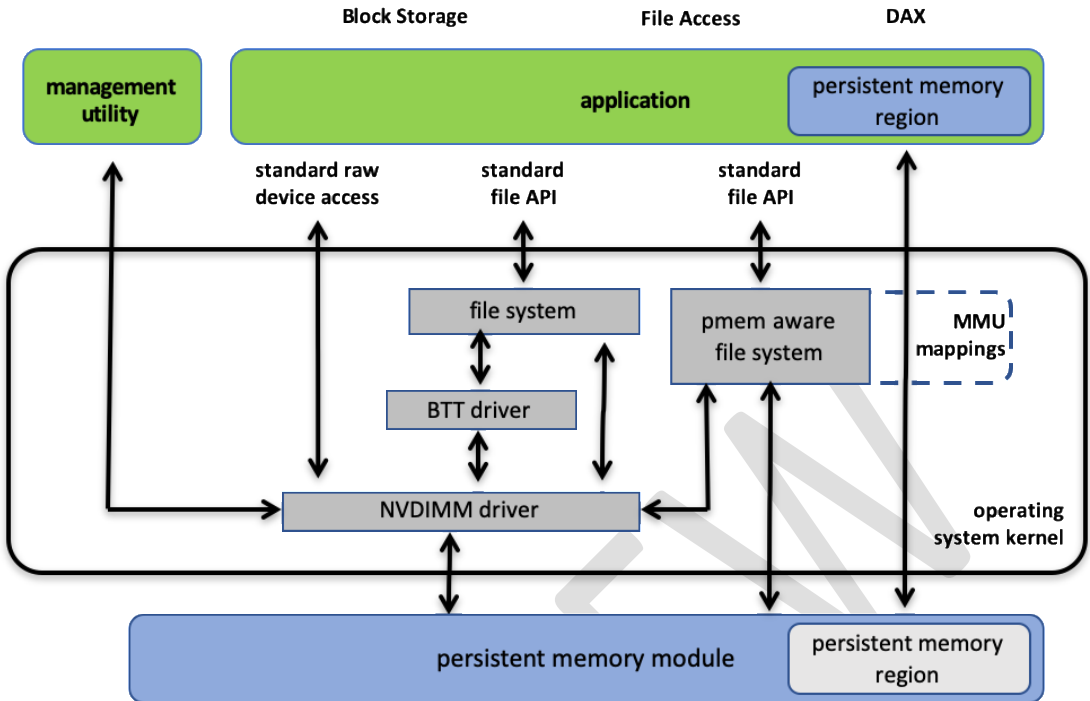 Block Storage
File Access
DAX
management
utility
application
persistent memory
region
standard raw
device access
standard
file API
standard
file API
file system
pmem aware
file system
MMU
mappings
BTT driver
NVDIMM driver
operating
system kernel
persistent memory module
persistent memory
region